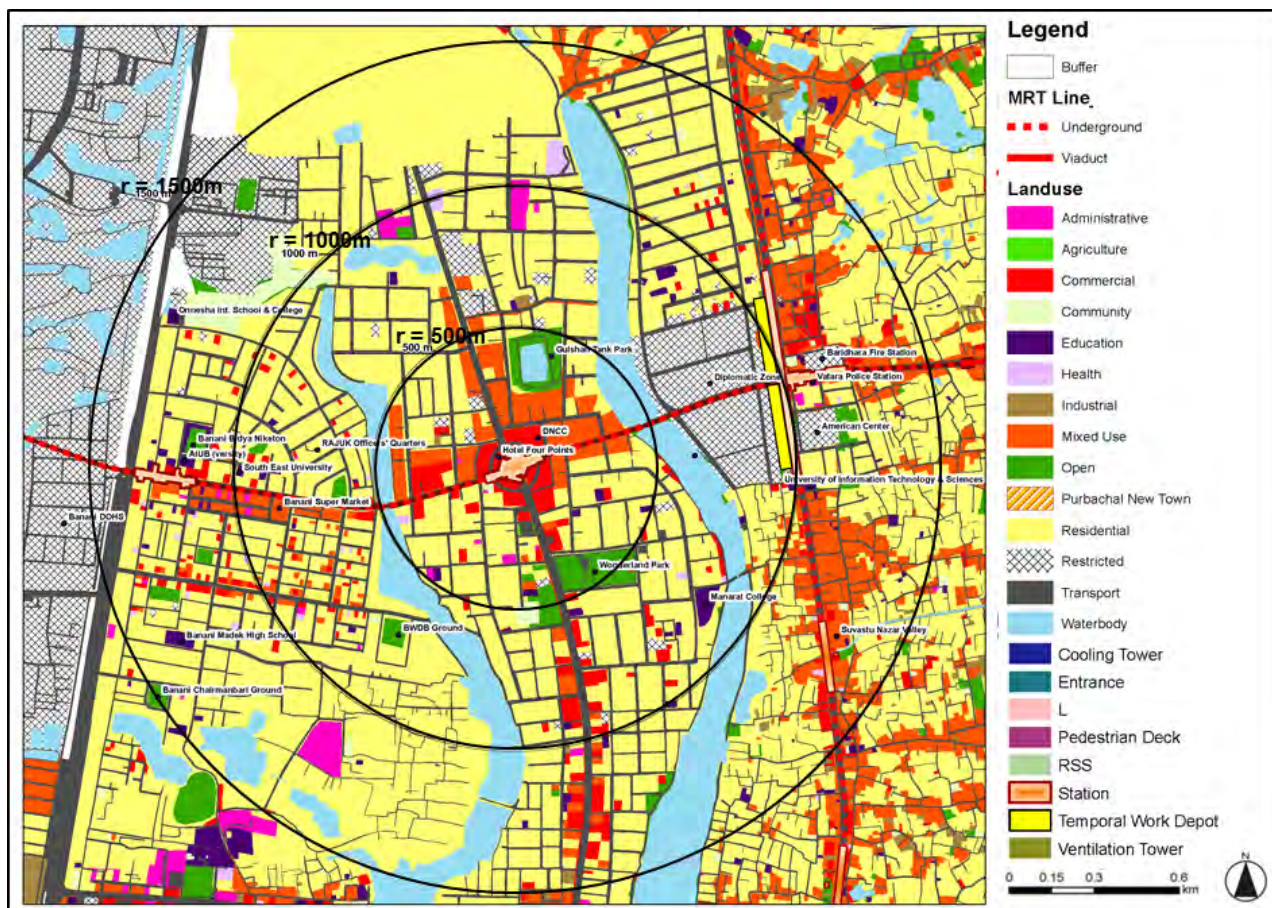 r = 1500m
1500 m
r = 1000m
1000 m
Onnesha Int. School & College
r = 500m
500 m
Gulshan Tank Park
Baridhara Fire Station
Diplomatic Zone
Vatara Police Station
American Center
DNCC
Hotel Four Points
Banani Bidya Niketon
RAJUK Officers' Quarters
AIUB (versity)
South East University
University of Information Technology & Sciences
Banani Super Market
Banani DOHS
Wonderland Park
Manarat College
Banani Madek High School
BWDB Ground
Suvastu Nazar Valley
Banani Chairmanbari Ground
Legend
Buffer
MRT Line
Underground
Viaduct
Landuse
Administrative
Agriculture
Commercial
Community
Education
Health
Industrial
Mixed Use
Open
Purbachal New Town
Residential
Restricted
Transport
Waterbody
Cooling Tower
Entrance
L
Pedestrian Deck
RSS
Station
Temporal Work Depot
Ventilation Tower
N
0 0.15 0.3 0.6
km